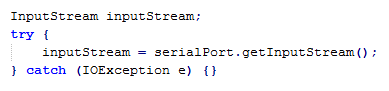 InputStream inputStream;
try {
    inputStream = serialPort.getInputStream();
} catch (IOException e) {}